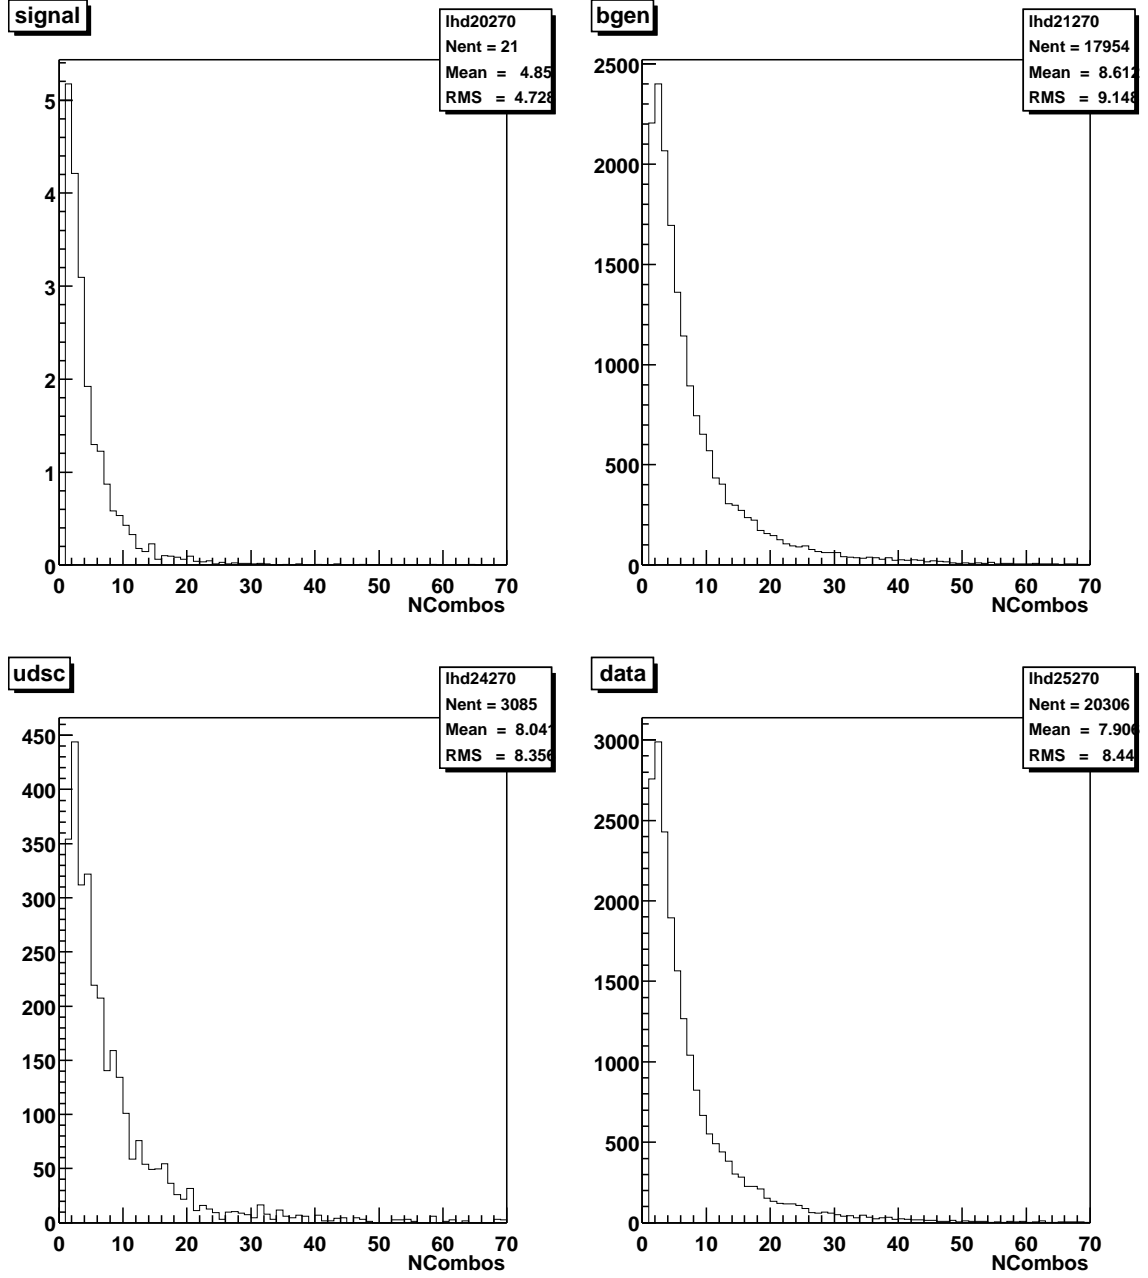 signal
lhd20270
Nent = 21
Mean = 4.85
RMS = 4.728
5
4
3
2
1
0
0 10 20 30 40 50 60 70
NCombos
bgen
lhd21270
Nent = 17954
Mean = 8.612
RMS = 9.148
2500
2000
1500
1000
500
0
0 10 20 30 40 50 60 70
NCombos
udsc
lhd24270
Nent = 3085
Mean = 8.041
RMS = 8.356
450
400
350
300
250
200
150
100
50
0
0 10 20 30 40 50 60 70
NCombos
data
lhd25270
Nent = 20306
Mean = 7.906
RMS = 8.44
3000
2500
2000
1500
1000
500
0
0 10 20 30 40 50 60 70
NCombos